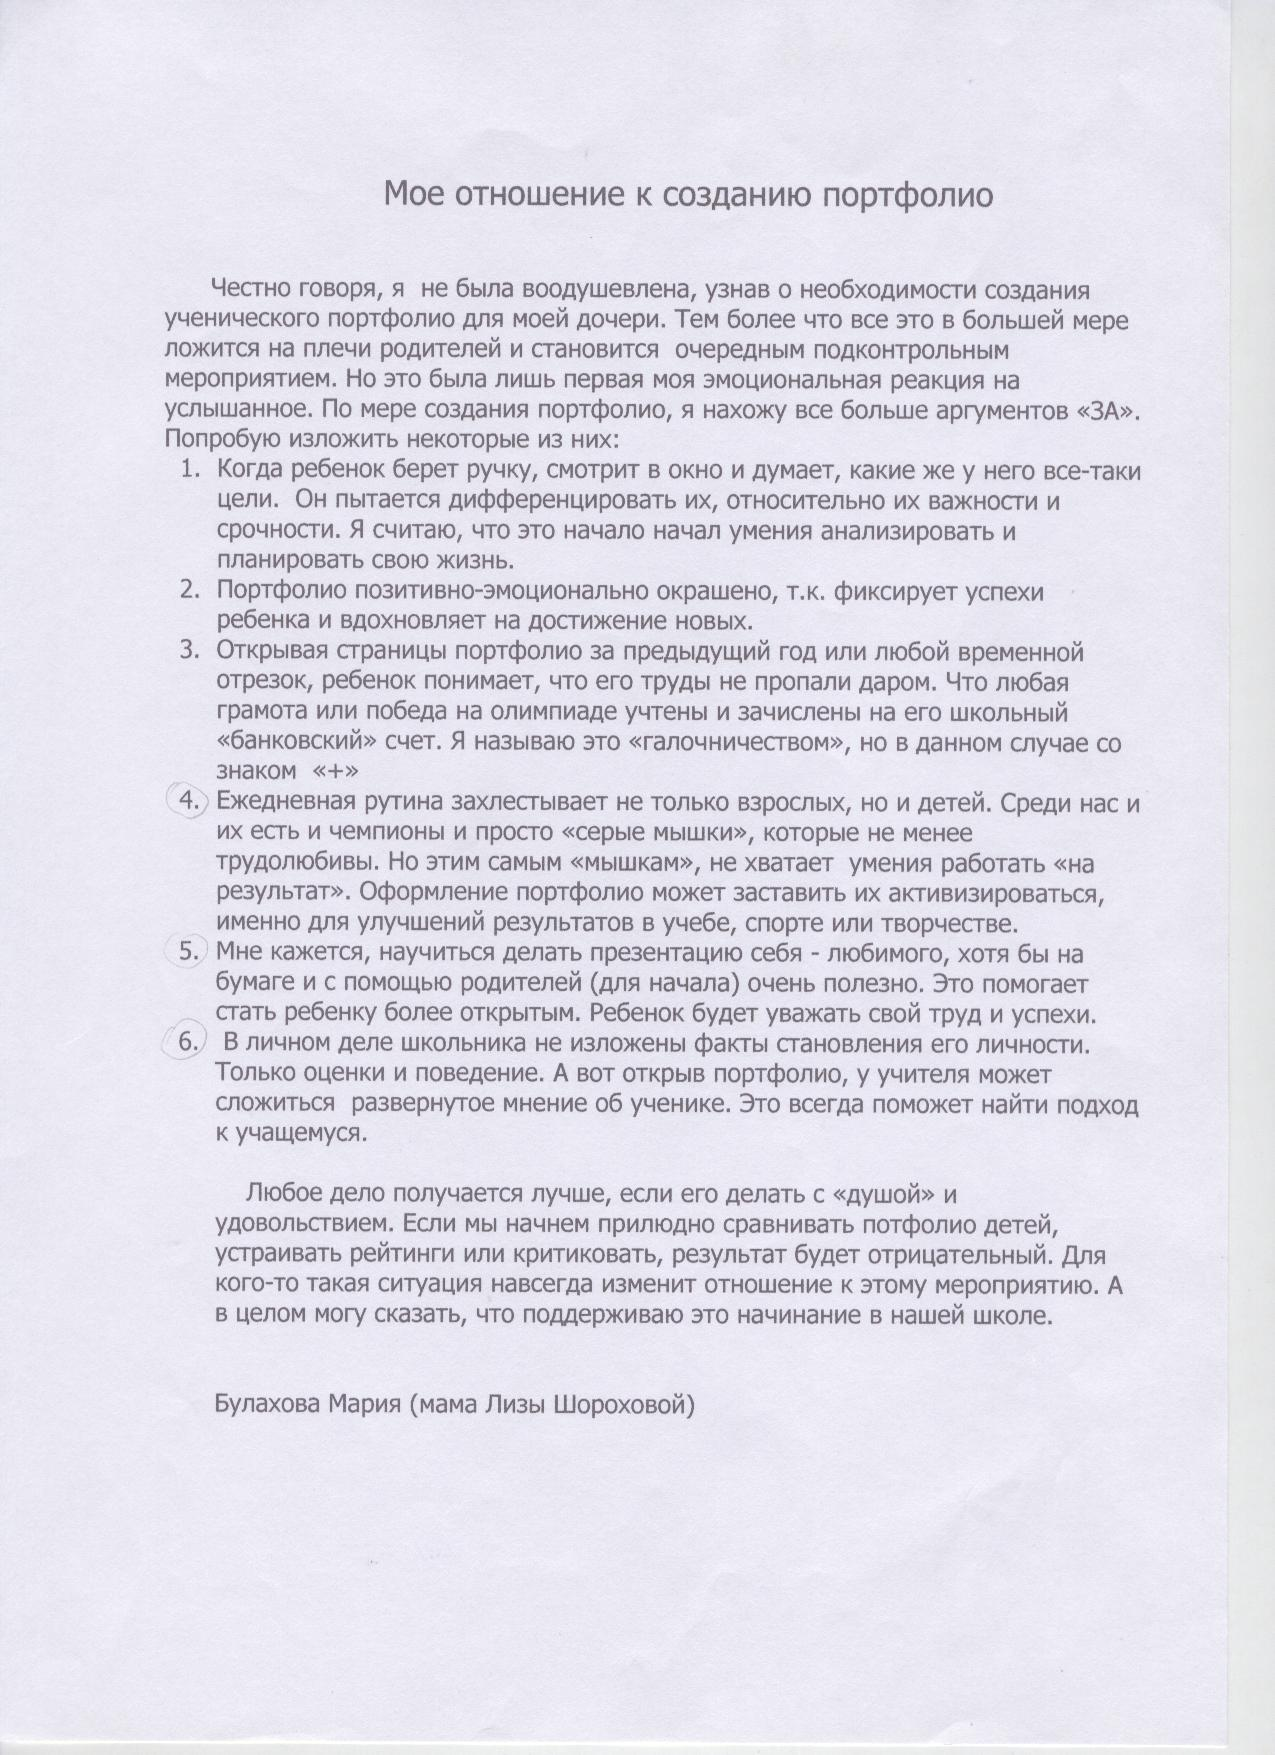 Мое отношение к созданию портфолио
Честно говоря, я не была воодушевлена, узнав о необходимости создания
ученического портфолио для моей дочери. Тем более что все это в большей мере
ложится на плечи родителей и становится очередным подконтрольным
мероприятием. Но это была лишь первая моя эмоциональная реакция на
услышанное. По мере создания портфолио, я нахожу все больше аргументов «ЗА».
Попробую изложить некоторые из них:
1. Когда ребенок берет ручку, смотрит в окно и думает, какие же у него все-таки
цели. Он пытается дифференцировать их, относительно их важности и
срочности. Я считаю, что это начало начал умения анализировать и
планировать свою жизнь.
2. Портфолио позитивно-эмоционально окрашено, т.к. фиксирует успехи
ребенка и вдохновляет на достижение новых.
3. Открывая страницы портфолио за предыдущий год или любой временной
отрезок, ребенок понимает, что его труды не пропали даром. Что любая
грамота или победа на олимпиаде учтены и зачислены на его школьный
«банковский» счет. Я называю это «галочничеством», но в данном случае со
знаком «+»
4. Ежедневная рутина захлестывает не только взрослых, но и детей. Среди нас и
их есть и чемпионы и просто «серые мышки», которые не менее
трудолюбивы. Но этим самым «мышкам», не хватает умения работать «на
результат». Оформление портфолио может заставить их активизироваться,
именно для улучшений результатов в учебе, спорте или творчестве.
5. Мне кажется, научиться делать презентацию себя - любимого, хотя бы на
бумаге и с помощью родителей (для начала) очень полезно. Это помогает
стать ребенку более открытым. Ребенок будет уважать свой труд и успехи.
6. В личном деле школьника не изложены факты становления его личности.
Только оценки и поведение. А вот открыв портфолио, у учителя может
сложиться развернутое мнение об ученике. Это всегда поможет найти подход
к учащемуся.
Любое дело получается лучше, если его делать с «душой» и
удовольствием. Если мы начнем прилюдно сравнивать потфолио детей,
устраивать рейтинги или критиковать, результат будет отрицательный. Для
кого-то такая ситуация навсегда изменит отношение к этому мероприятию. А
в целом могу сказать, что поддерживаю это начинание в нашей школе.
Булахова Мария (мама Лизы Шороховой)